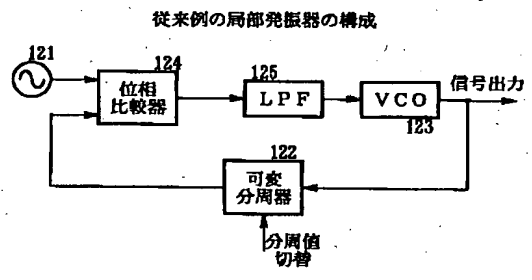 従来例の局部発振器の構成
121
124
位相
比較器
125
LPF
VCO
123
信号出力
122
可変
分周器
分周値
切替